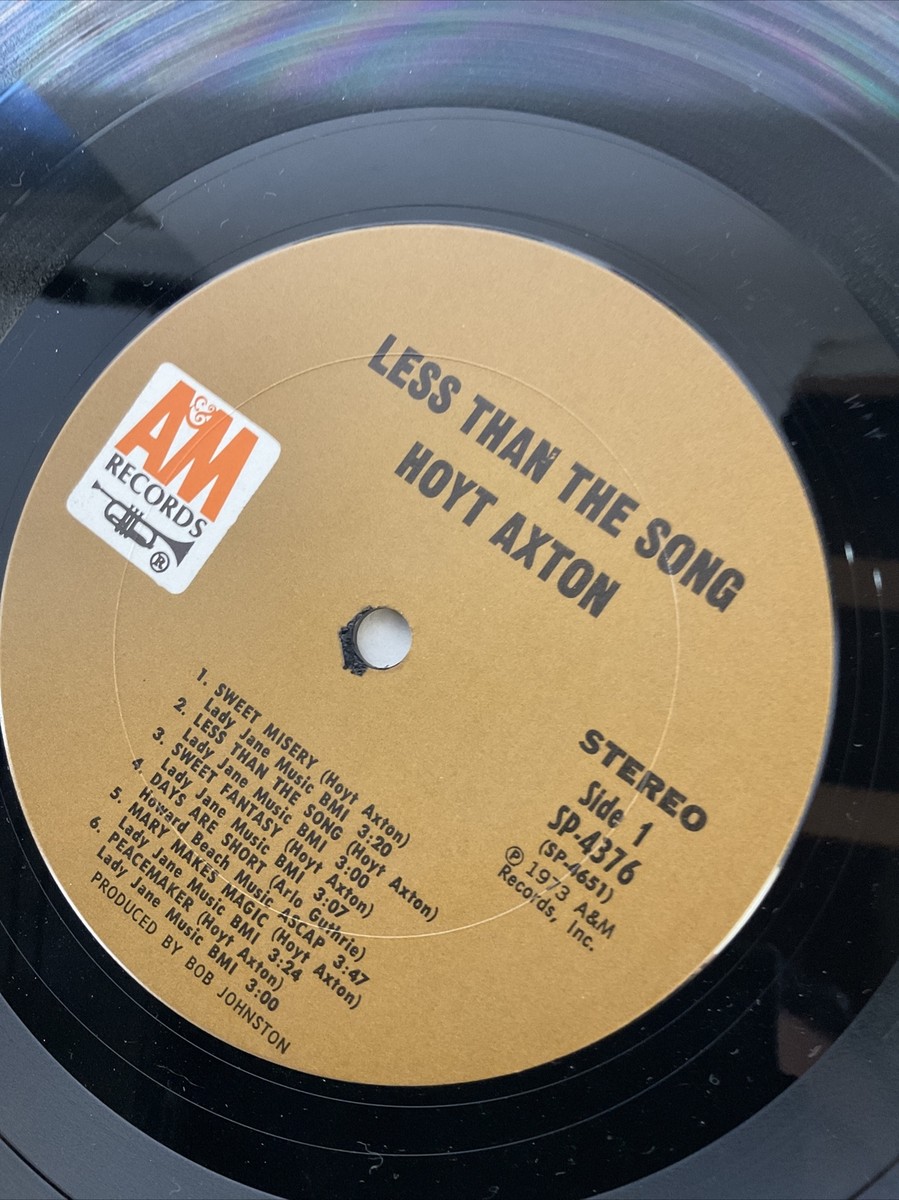 LESS THAN THE SONG
HOYT AXTON
A&M
RECORDS
®
STEREO
Side 1
SP-4376
(SP-4651)
℗ 1973 A&M
Records, Inc.
1. SWEET MISERY (Hoyt Axton)
Lady Jane Music BMI 3:20
2. LESS THAN THE SONG (Hoyt Axton)
Lady Jane Music BMI 3:00
3. SWEET FANTASY (Hoyt Axton)
Lady Jane Music BMI 3:07
4. DAYS ARE SHORT (Arlo Guthrie)
Howard Beach Music ASCAP 3:47
5. MARY MAKES MAGIC (Hoyt Axton)
Lady Jane Music BMI 3:24
6. PEACEMAKER (Hoyt Axton)
Lady Jane Music BMI 3:00
PRODUCED BY BOB JOHNSTON